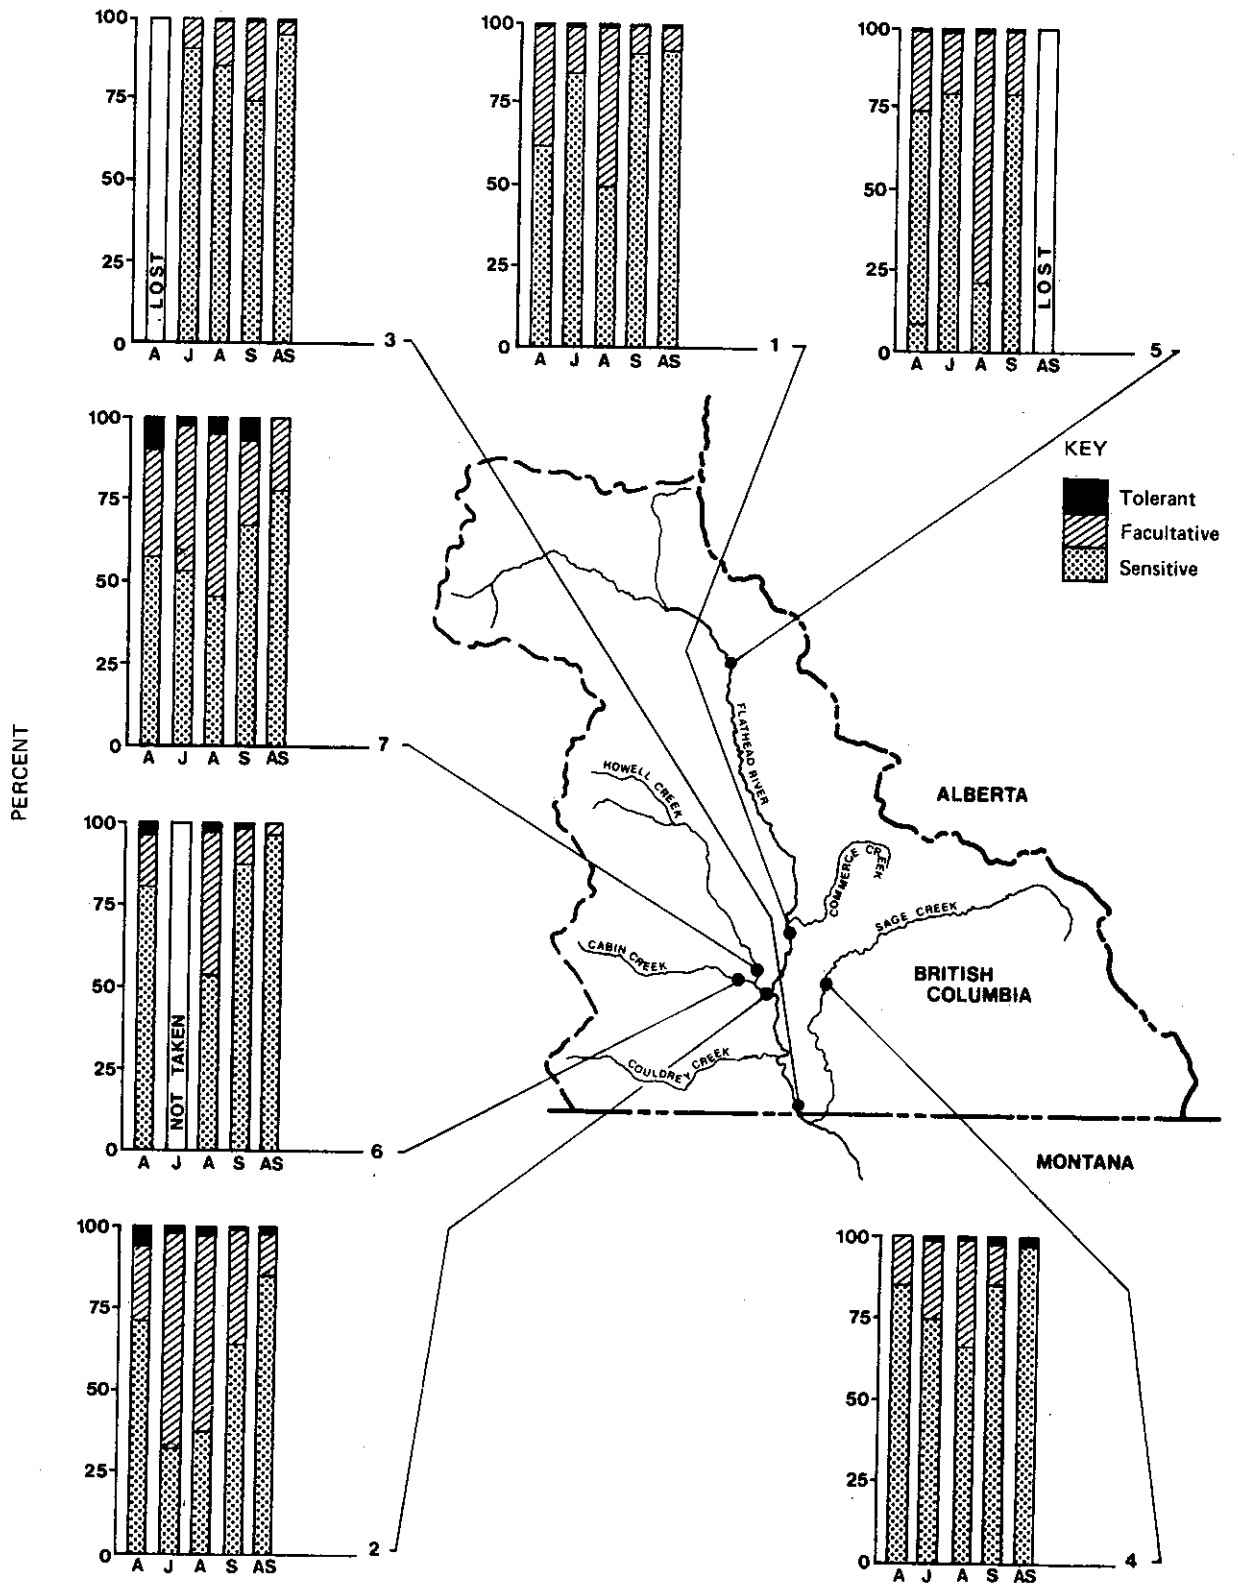 100
75
50
25
0
LOST
A J A S AS
3
100
75
50
25
0
A J A S AS
1
100
75
50
25
0
LOST
A J A S AS
5
KEY
Tolerant
Facultative
Sensitive
100
75
50
25
0
A J A S AS
7
PERCENT
100
75
50
25
0
NOT TAKEN
A J A S AS
6
100
75
50
25
0
A J A S AS
2
100
75
50
25
0
A J A S AS
4
FLATHEAD RIVER
HOWELL CREEK
ALBERTA
COMMERCE CREEK
SAGE CREEK
CABIN CREEK
BRITISH
COLUMBIA
COULDREY CREEK
MONTANA